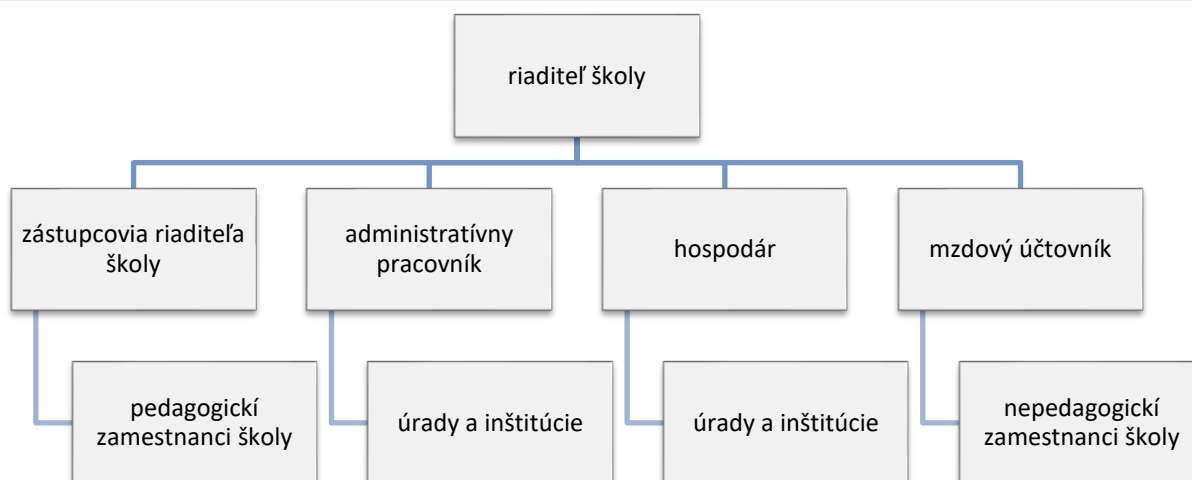 riaditeľ školy
zástupcovia riaditeľa
školy
administratívny
pracovník
hospodár
mzdový účtovník
pedagogickí
zamestnanci školy
úrady a inštitúcie
úrady a inštitúcie
nepedagogickí
zamestnanci školy